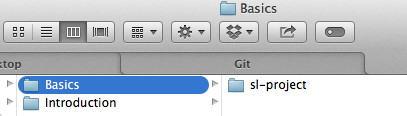 Basics
ktop Git
Basics sl-project
Introduction